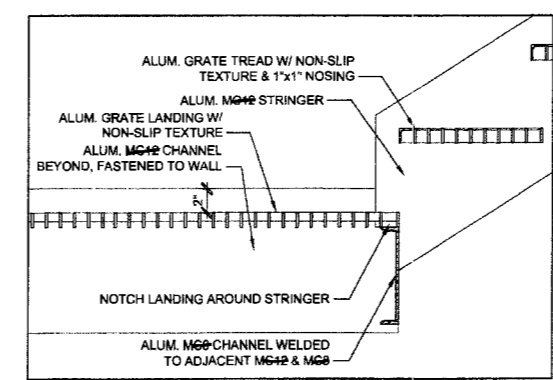 ALUM. GRATE TREAD W/ NON-SLIP
TEXTURE & 1"x1" NOSING
ALUM. MC12 STRINGER
ALUM. GRATE LANDING W/
NON-SLIP TEXTURE
ALUM. MC12 CHANNEL
BEYOND, FASTENED TO WALL
2"
NOTCH LANDING AROUND STRINGER
ALUM. MC8 CHANNEL WELDED
TO ADJACENT MC12 & MC8